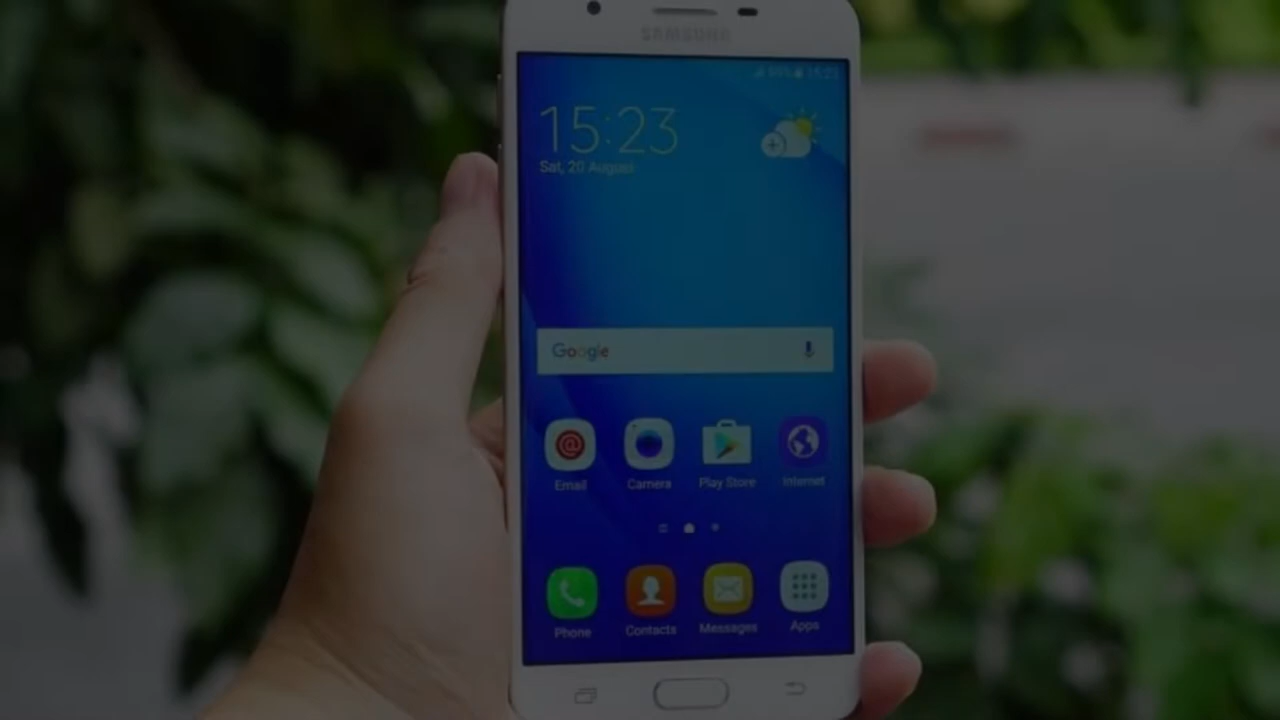 SAMSUNG
15:23
Sat, 20 August
Google
Email
Camera
Play Store
Internet
Phone
Contacts
Messages
Apps